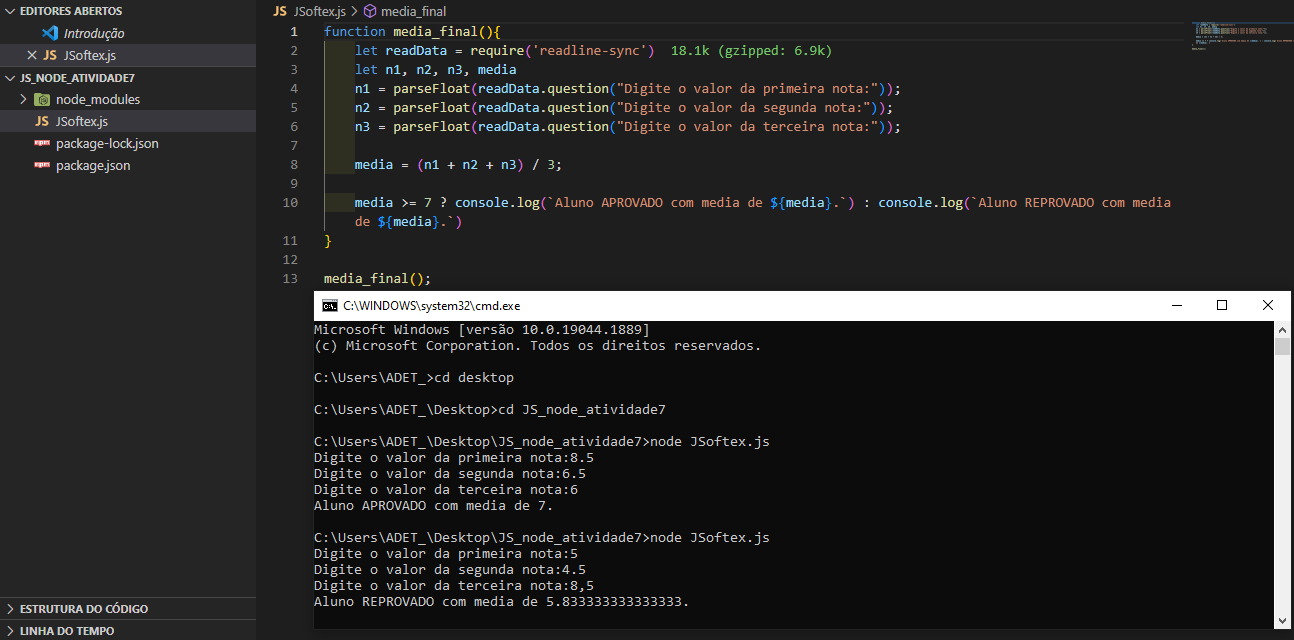 EDITORES ABERTOS
Introdução
JS JSoftex.js
JS_NODE_ATIVIDADE7
node_modules
JS JSoftex.js
package-lock.json
package.json
ESTRUTURA DO CÓDIGO
LINHA DO TEMPO
JS JSoftex.js > media_final
1 function media_final(){
2 let readData = require('readline-sync') 18.1k (gzipped: 6.9k)
3 let n1, n2, n3, media
4 n1 = parseFloat(readData.question("Digite o valor da primeira nota:"));
5 n2 = parseFloat(readData.question("Digite o valor da segunda nota:"));
6 n3 = parseFloat(readData.question("Digite o valor da terceira nota:"));
7
8 media = (n1 + n2 + n3) / 3;
9
10 media >= 7 ? console.log(`Aluno APROVADO com media de ${media}.`) : console.log(`Aluno REPROVADO com media
de ${media}.`)
11 }
12
13 media_final();
C:\WINDOWS\system32\cmd.exe
Microsoft Windows [versão 10.0.19044.1889]
(c) Microsoft Corporation. Todos os direitos reservados.
C:\Users\ADET_>cd desktop
C:\Users\ADET_\Desktop>cd JS_node_atividade7
C:\Users\ADET_\Desktop\JS_node_atividade7>node JSoftex.js
Digite o valor da primeira nota:8.5
Digite o valor da segunda nota:6.5
Digite o valor da terceira nota:6
Aluno APROVADO com media de 7.
C:\Users\ADET_\Desktop\JS_node_atividade7>node JSoftex.js
Digite o valor da primeira nota:5
Digite o valor da segunda nota:4.5
Digite o valor da terceira nota:8,5
Aluno REPROVADO com media de 5.833333333333333.